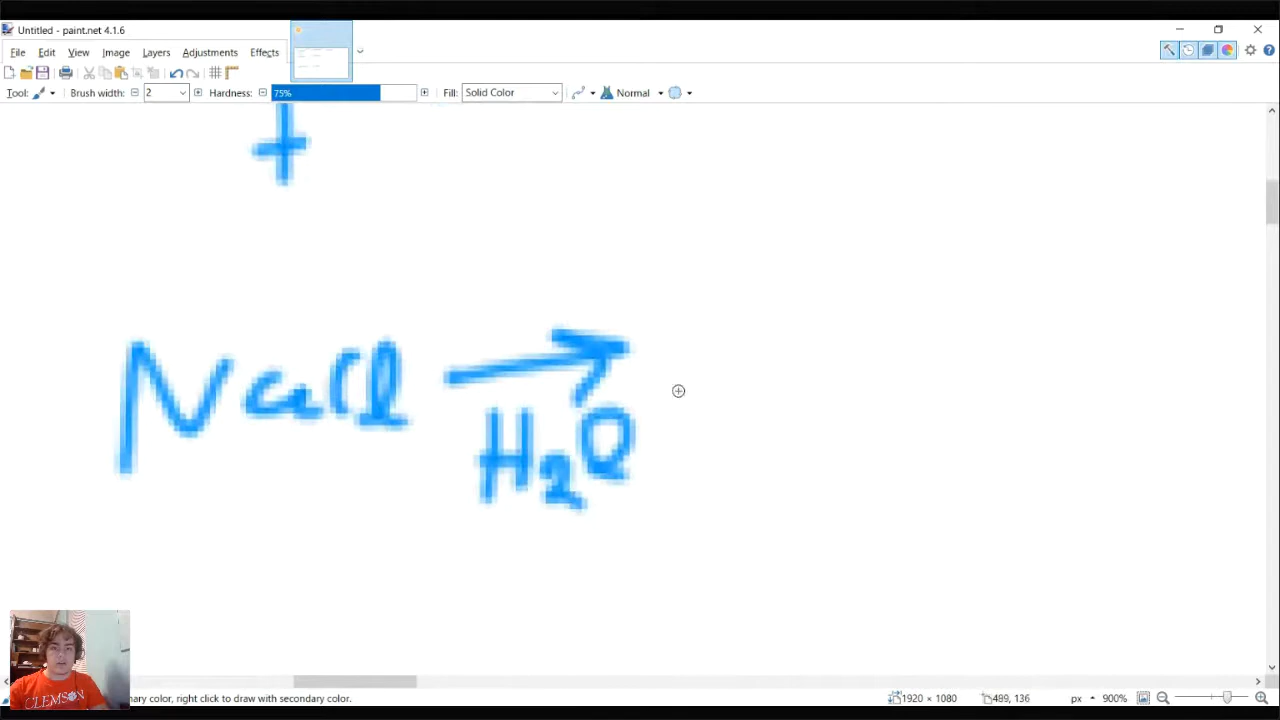 Untitled - paint.net 4.1.6
File Edit View Image Layers Adjustments Effects
Tool: Brush width: 2 Hardness: 75% Fill: Solid Color Normal
+
NaCl → H₂O
CLEMSON
ary color, right click to draw with secondary color. 1920 × 1080 489, 136 px 900%